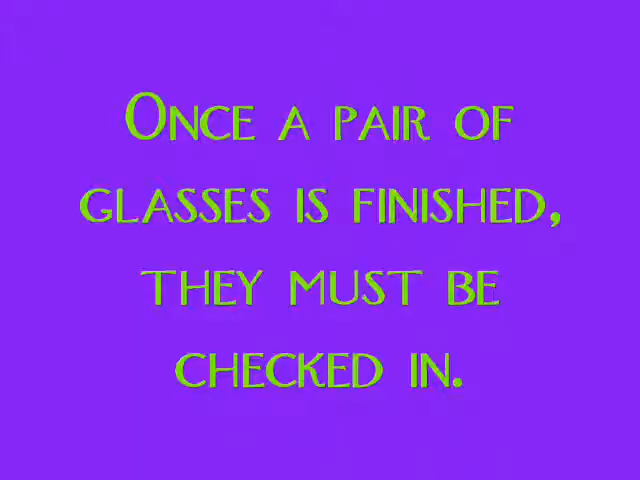 Once a pair of
glasses is finished,
they must be
checked in.